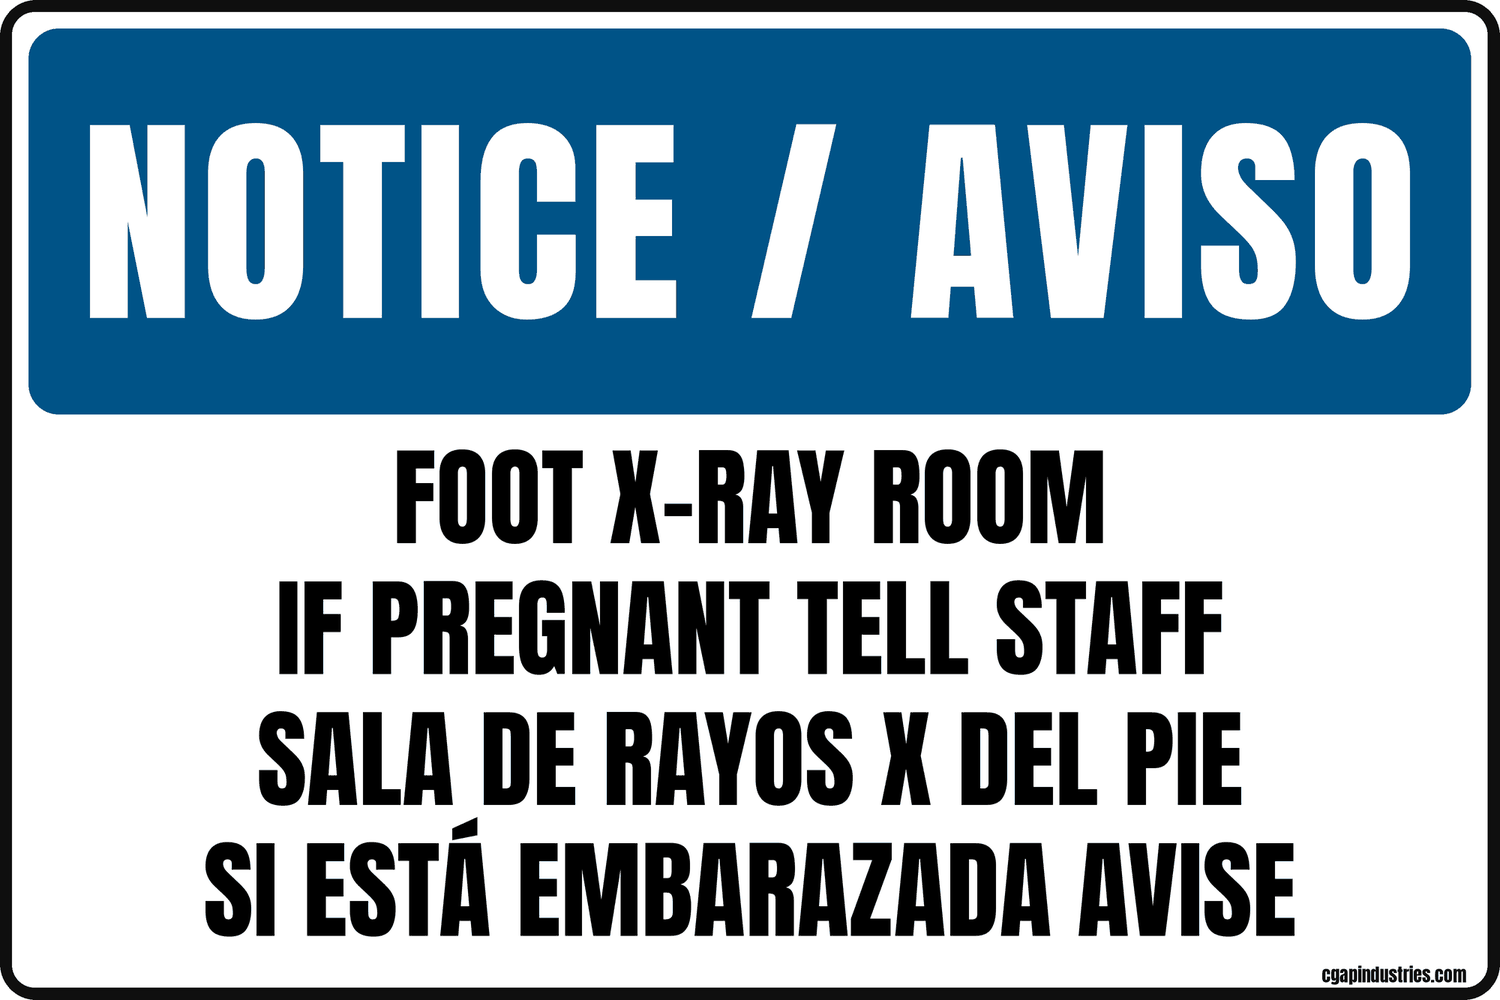 NOTICE / AVISO
FOOT X-RAY ROOM
IF PREGNANT TELL STAFF
SALA DE RAYOS X DEL PIE
SI ESTÁ EMBARAZADA AVISE
cgapindustries.com